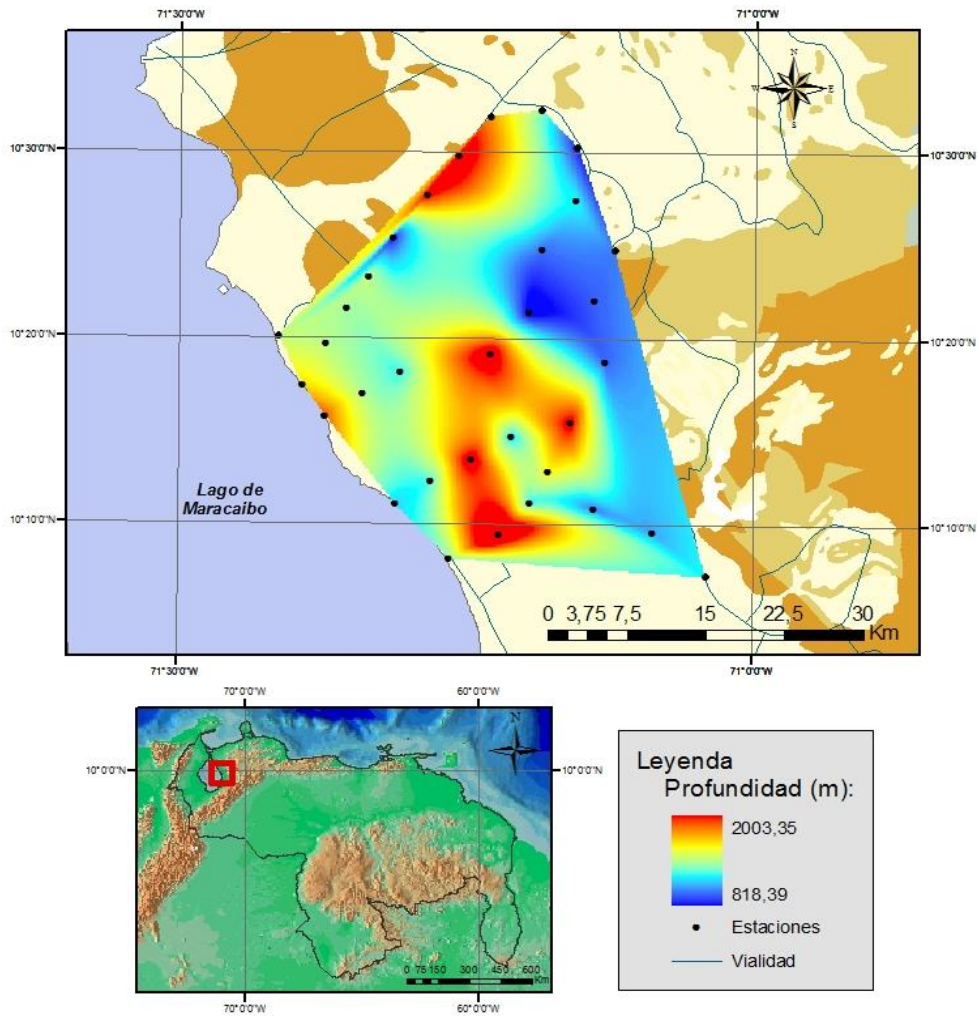 71°30'0"W 71°0'0"W
N
W E
S
10°30'0"N 10°30'0"N
10°20'0"N 10°20'0"N
Lago de
Maracaibo
10°10'0"N 10°10'0"N
0 3,75 7,5 15 22,5 30
Km
71°30'0"W 71°0'0"W
70°0'0"W 60°0'0"W
N
10°0'0"N 10°0'0"N
0 75 150 300 450 600
Km
70°0'0"W 60°0'0"W
Leyenda
Profundidad (m):
2003,35
818,39
Estaciones
Vialidad